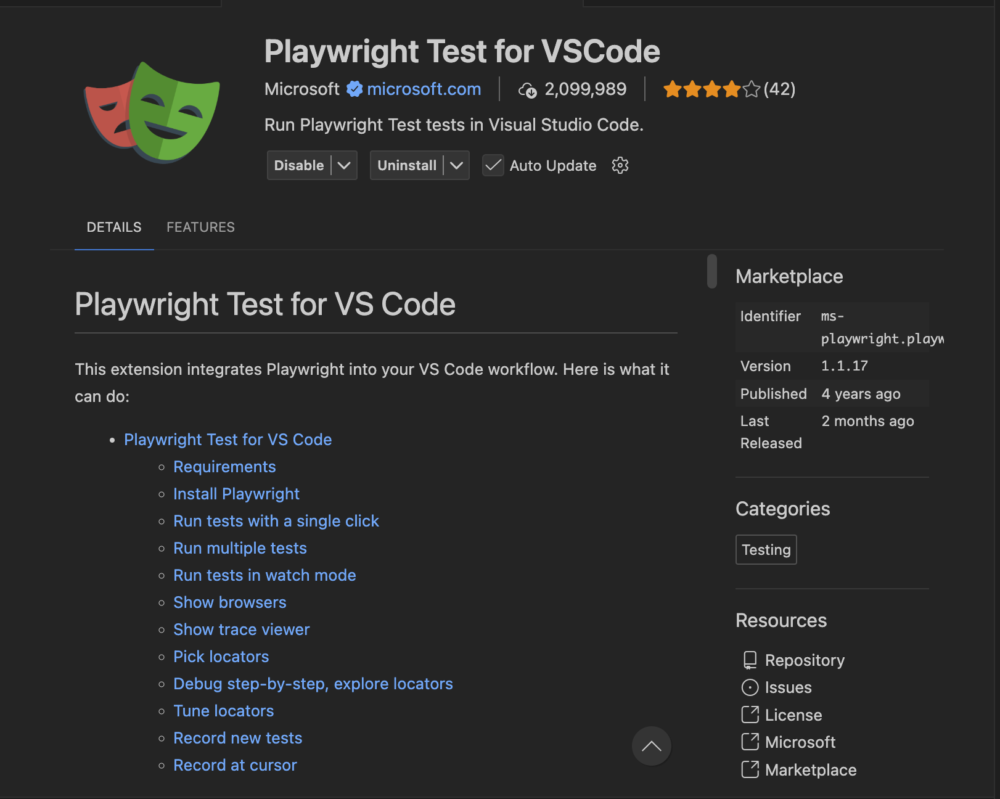 Playwright Test for VSCode
Microsoft microsoft.com 2,099,989 (42)
Run Playwright Test tests in Visual Studio Code.
Disable Uninstall Auto Update
DETAILS FEATURES
Playwright Test for VS Code
This extension integrates Playwright into your VS Code workflow. Here is what it
can do:
Playwright Test for VS Code
Requirements
Install Playwright
Run tests with a single click
Run multiple tests
Run tests in watch mode
Show browsers
Show trace viewer
Pick locators
Debug step-by-step, explore locators
Tune locators
Record new tests
Record at cursor
Marketplace
Identifier ms-
playwright.playw
Version 1.1.17
Published 4 years ago
Last 2 months ago
Released
Categories
Testing
Resources
Repository
Issues
License
Microsoft
Marketplace